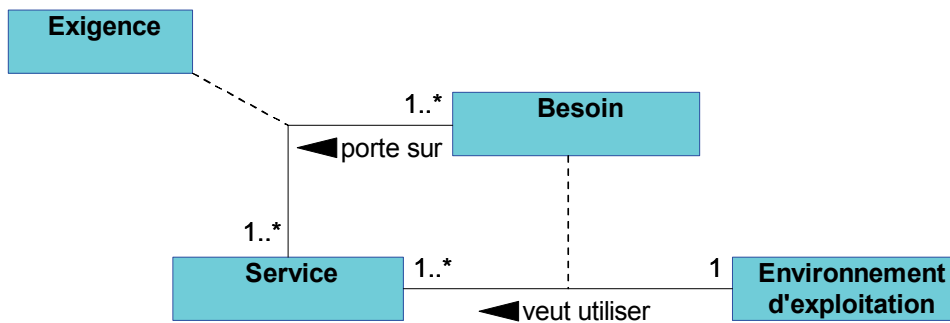 Exigence
1..*
Besoin
porte sur
1..*
Service
1..*
1
Environnement
d'exploitation
veut utiliser